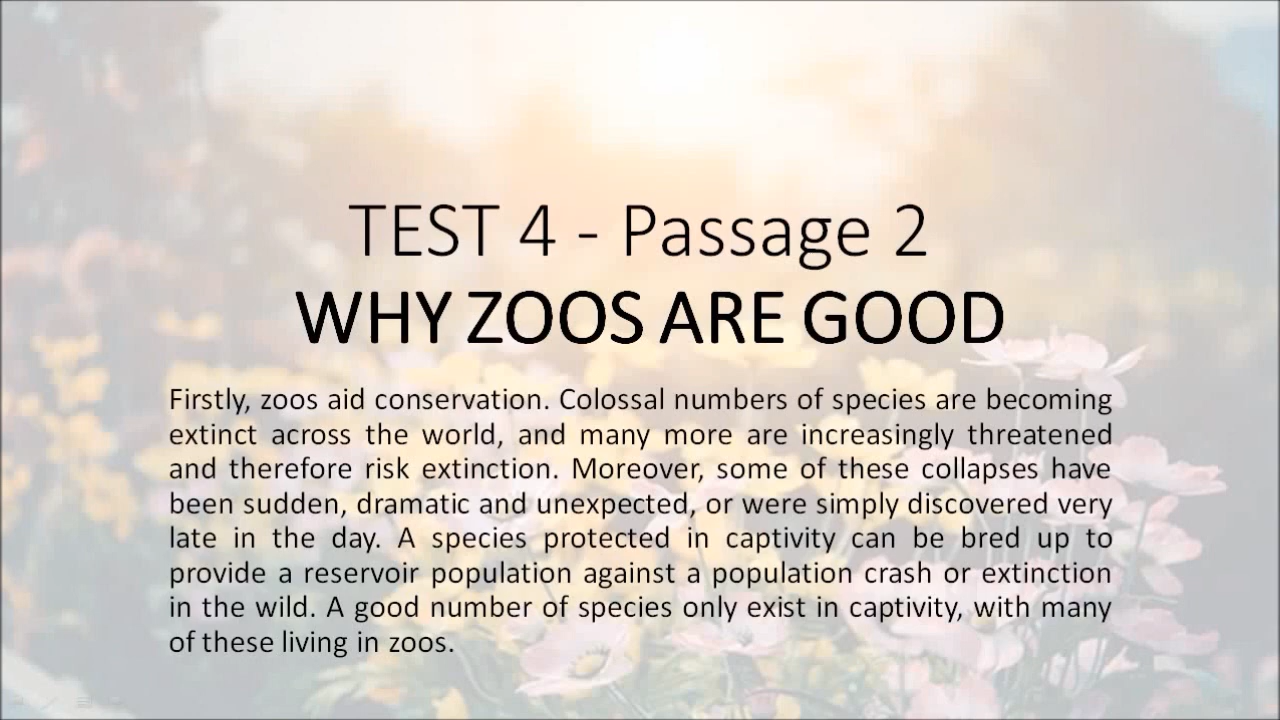 TEST 4 - Passage 2
WHY ZOOS ARE GOOD
Firstly, zoos aid conservation. Colossal numbers of species are becoming
extinct across the world, and many more are increasingly threatened
and therefore risk extinction. Moreover, some of these collapses have
been sudden, dramatic and unexpected, or were simply discovered very
late in the day. A species protected in captivity can be bred up to
provide a reservoir population against a population crash or extinction
in the wild. A good number of species only exist in captivity, with many
of these living in zoos.